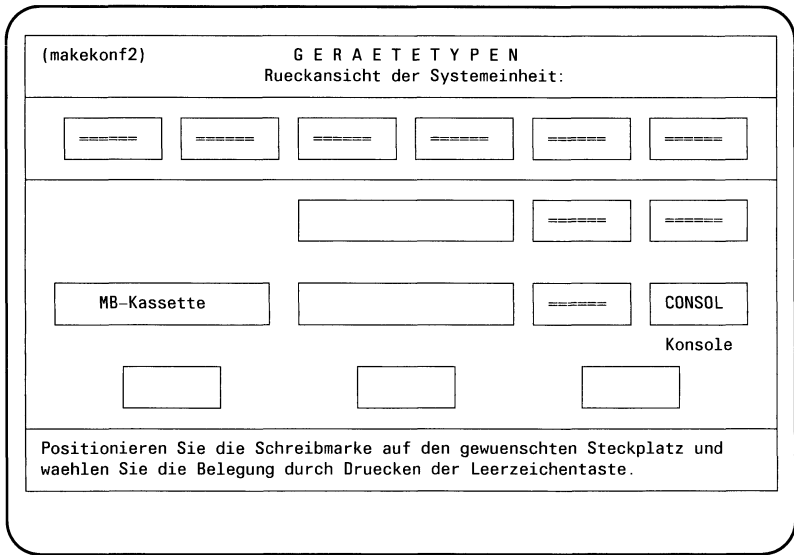 (makekonf2) G E R A E T E T Y P E N
Rueckansicht der Systemeinheit:
====== ====== ====== ====== ====== ======
====== ======
MB-Kassette ====== CONSOL
Konsole
Positionieren Sie die Schreibmarke auf den gewuenschten Steckplatz und
waehlen Sie die Belegung durch Druecken der Leerzeichentaste.